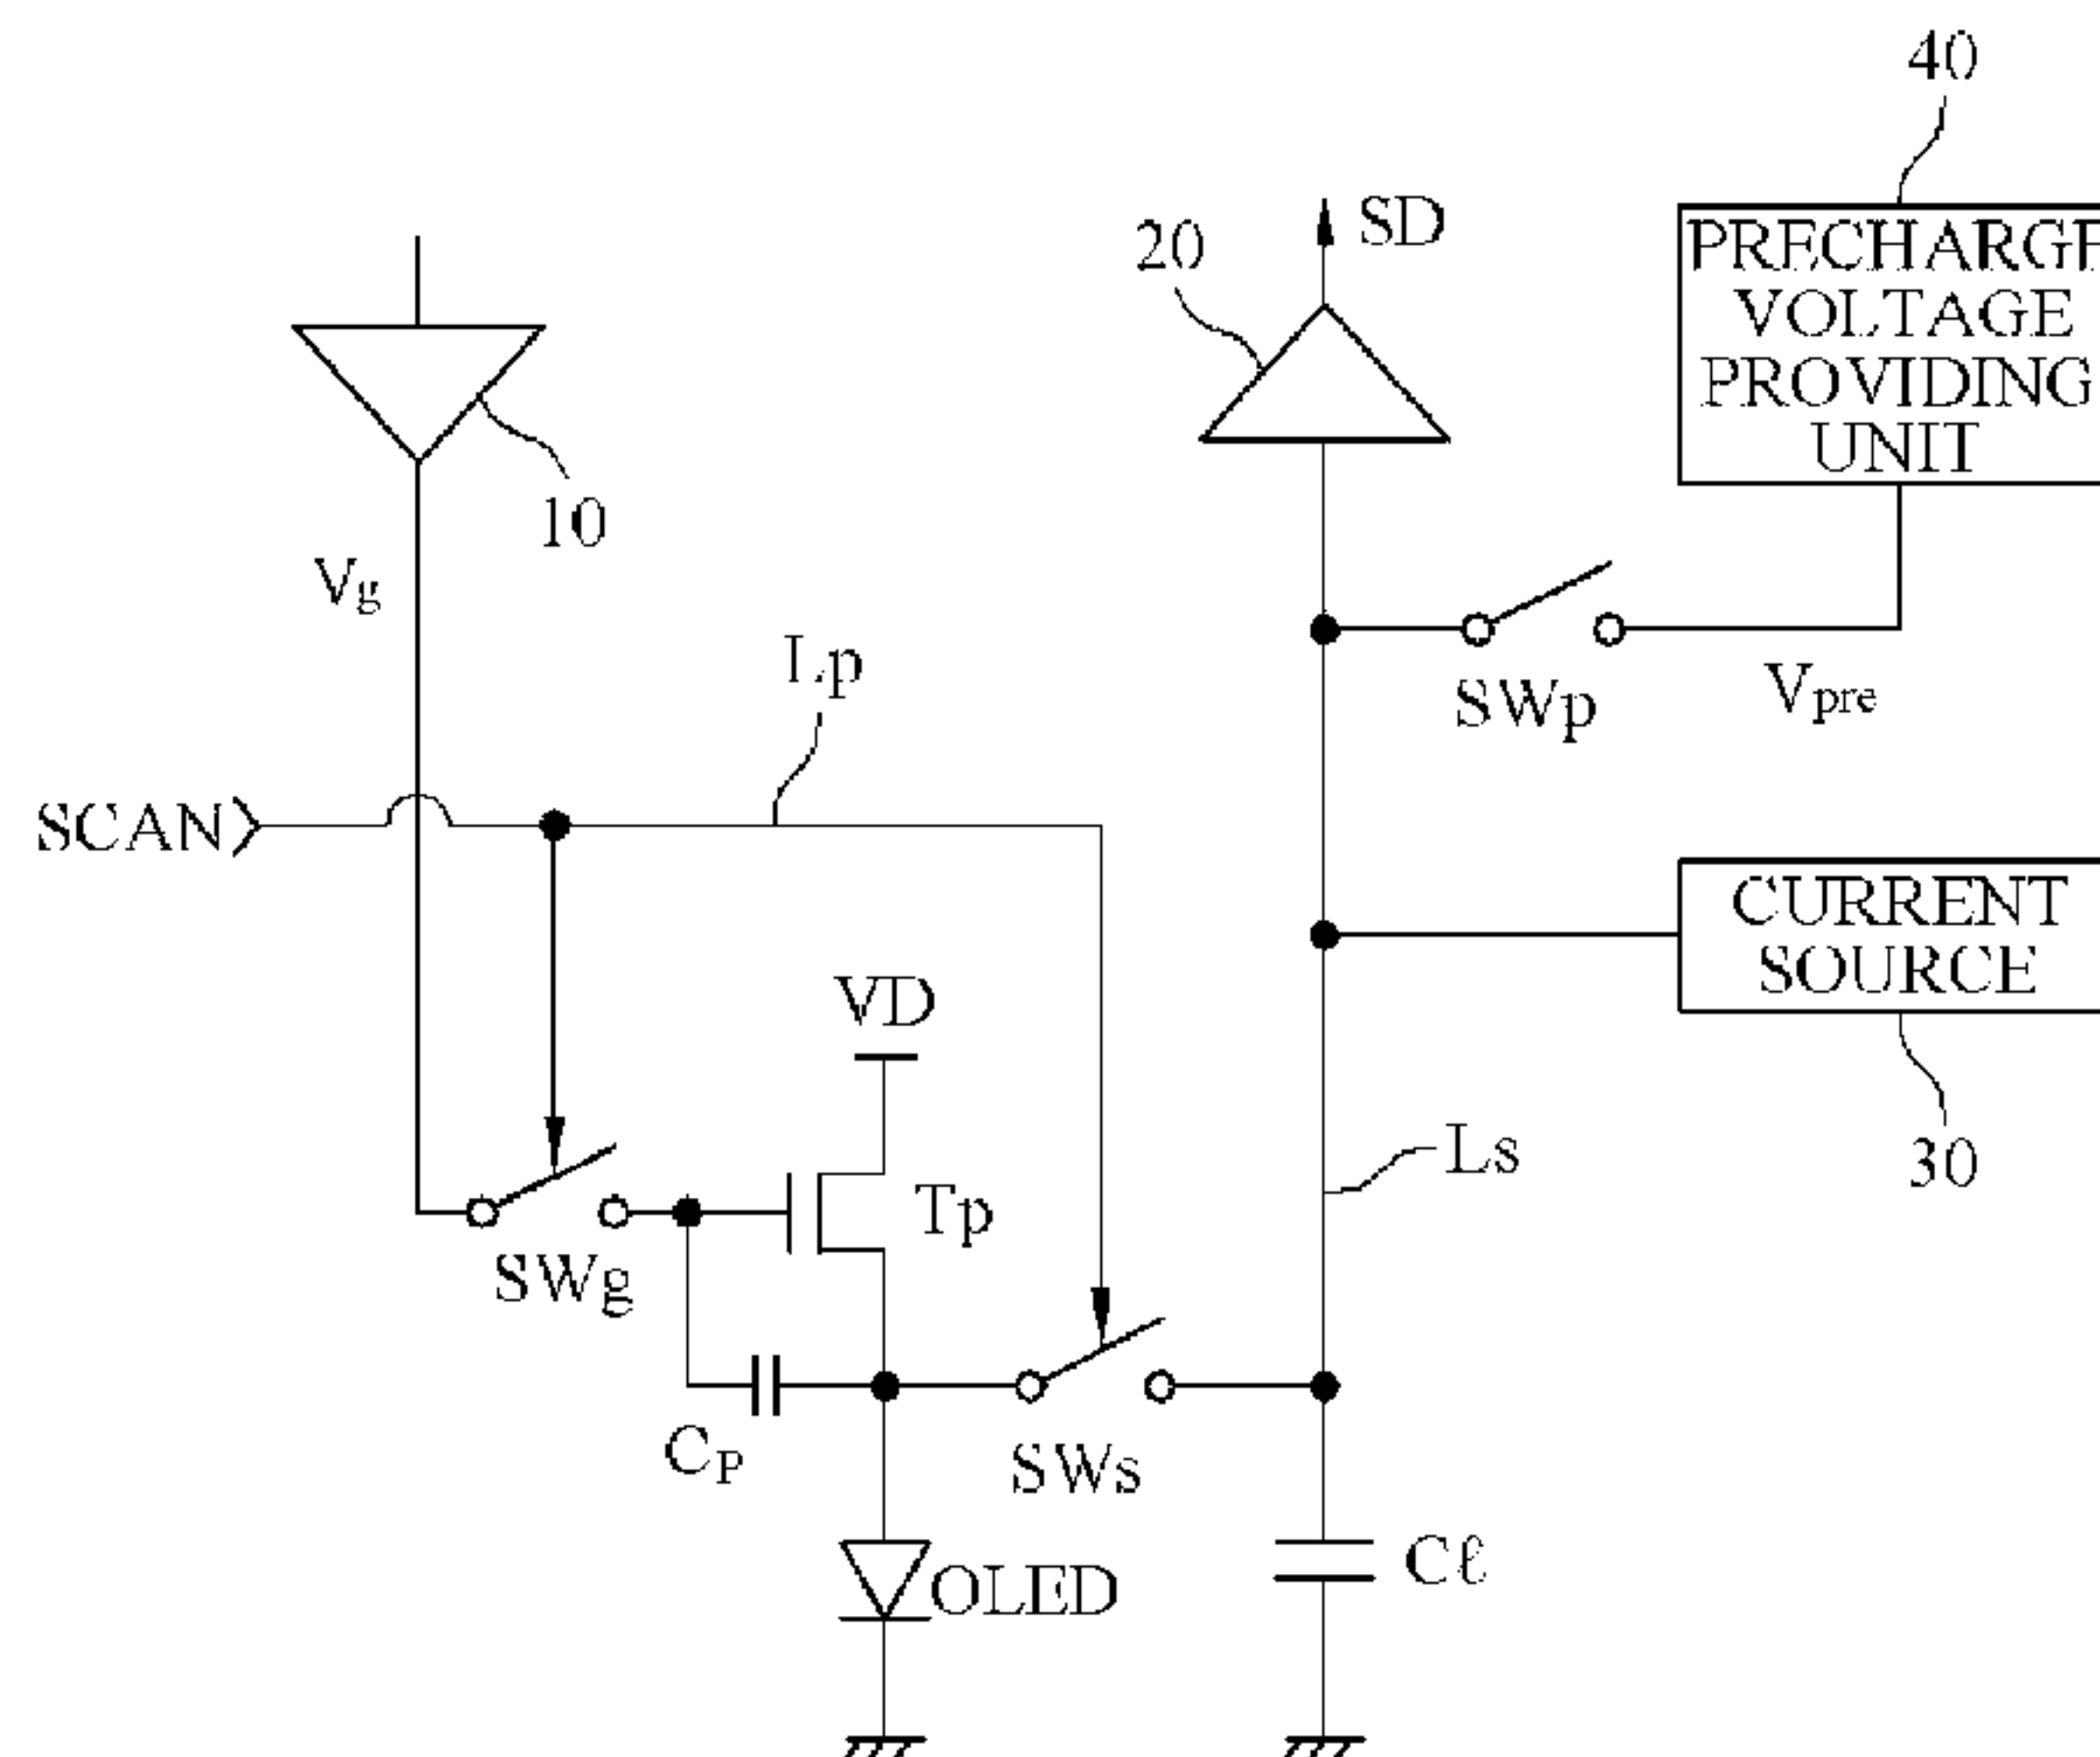 40
SD
20
PRECHARGE
VOLTAGE
PROVIDING
UNIT
10
Vg
Lp
SWp
Vpre
SCAN
CURRENT
SOURCE
VD
Ls
30
Tp
SWg
CP
SWs
OLED
Cℓ